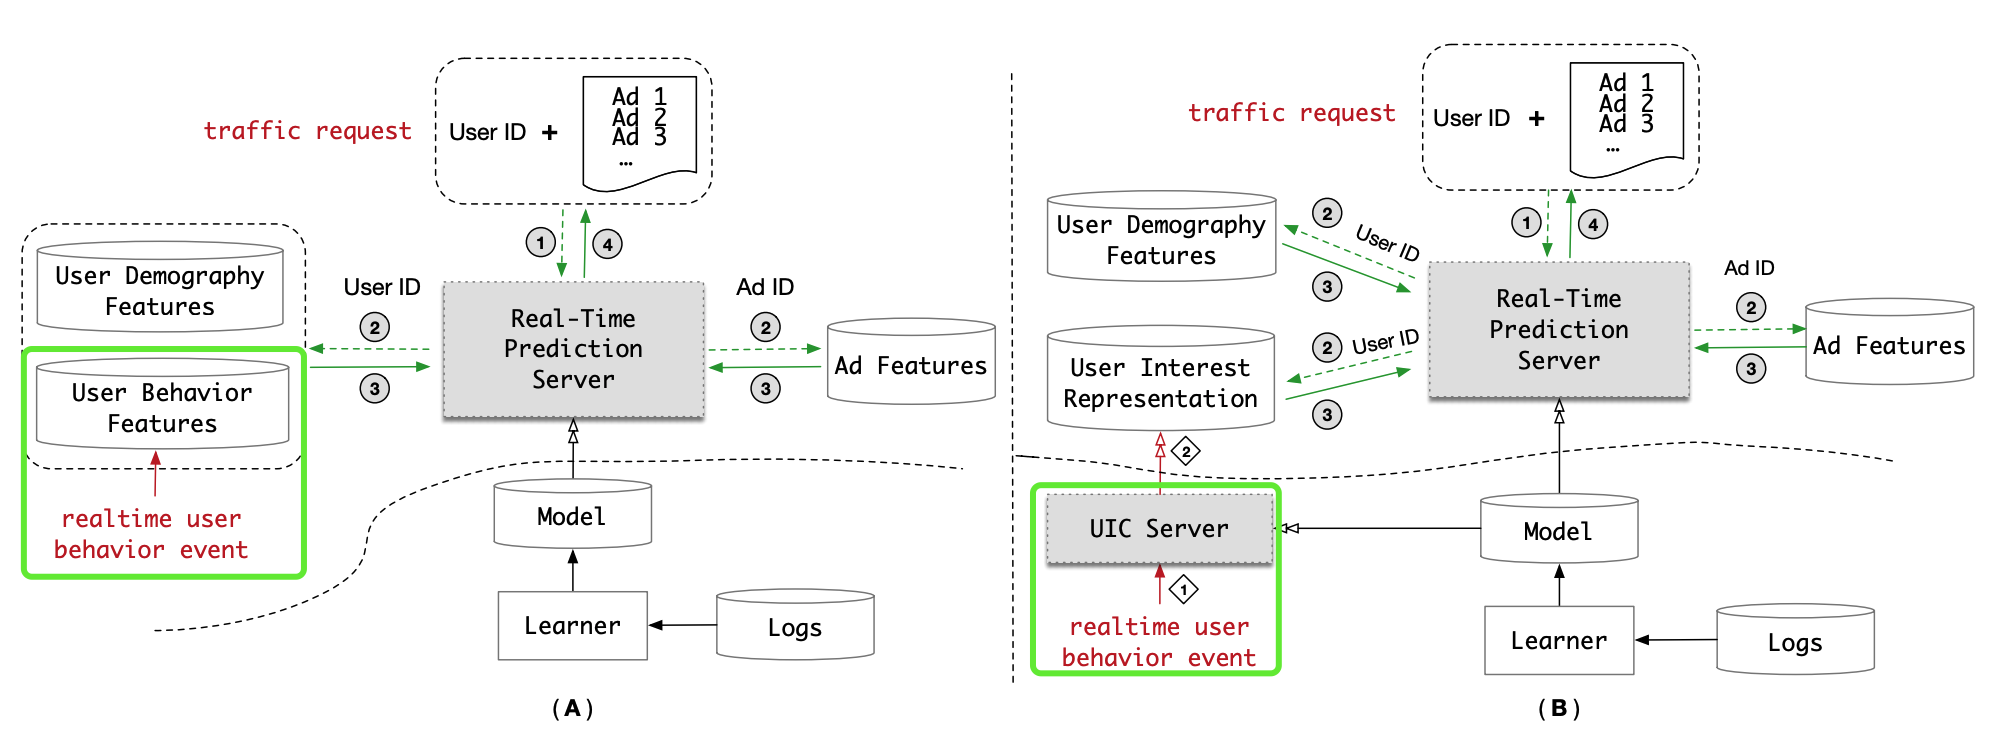 traffic request
User ID +
Ad 1
Ad 2
Ad 3
...
1
4
User Demography
Features
User ID
2
3
User Behavior
Features
realtime user
behavior event
Real-Time
Prediction
Server
Ad ID
2
3
Ad Features
Model
Learner
Logs
(A)
traffic request
User ID +
Ad 1
Ad 2
Ad 3
...
1
4
User Demography
Features
2
User ID
3
User Interest
Representation
2
User ID
3
Real-Time
Prediction
Server
Ad ID
2
3
Ad Features
2
UIC Server
1
realtime user
behavior event
Model
Learner
Logs
(B)